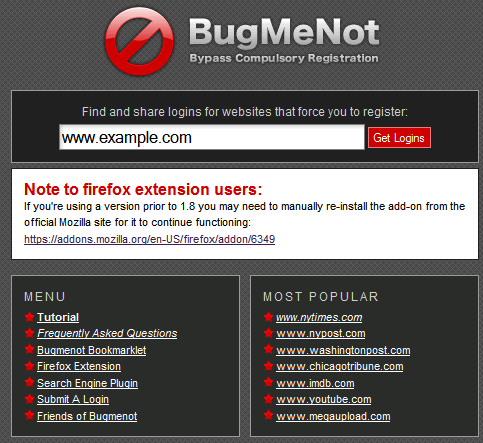 BugMeNot
Bypass Compulsory Registration
Find and share logins for websites that force you to register:
www.example.com Get Logins
Note to firefox extension users:
If you're using a version prior to 1.8 you may need to manually re-install the add-on from the
official Mozilla site for it to continue functioning:
https://addons.mozilla.org/en-US/firefox/addon/6349
MENU
Tutorial
Frequently Asked Questions
Bugmenot Bookmarklet
Firefox Extension
Search Engine Plugin
Submit A Login
Friends of Bugmenot
MOST POPULAR
www.nytimes.com
www.nypost.com
www.washingtonpost.com
www.chicagotribune.com
www.imdb.com
www.youtube.com
www.megaupload.com